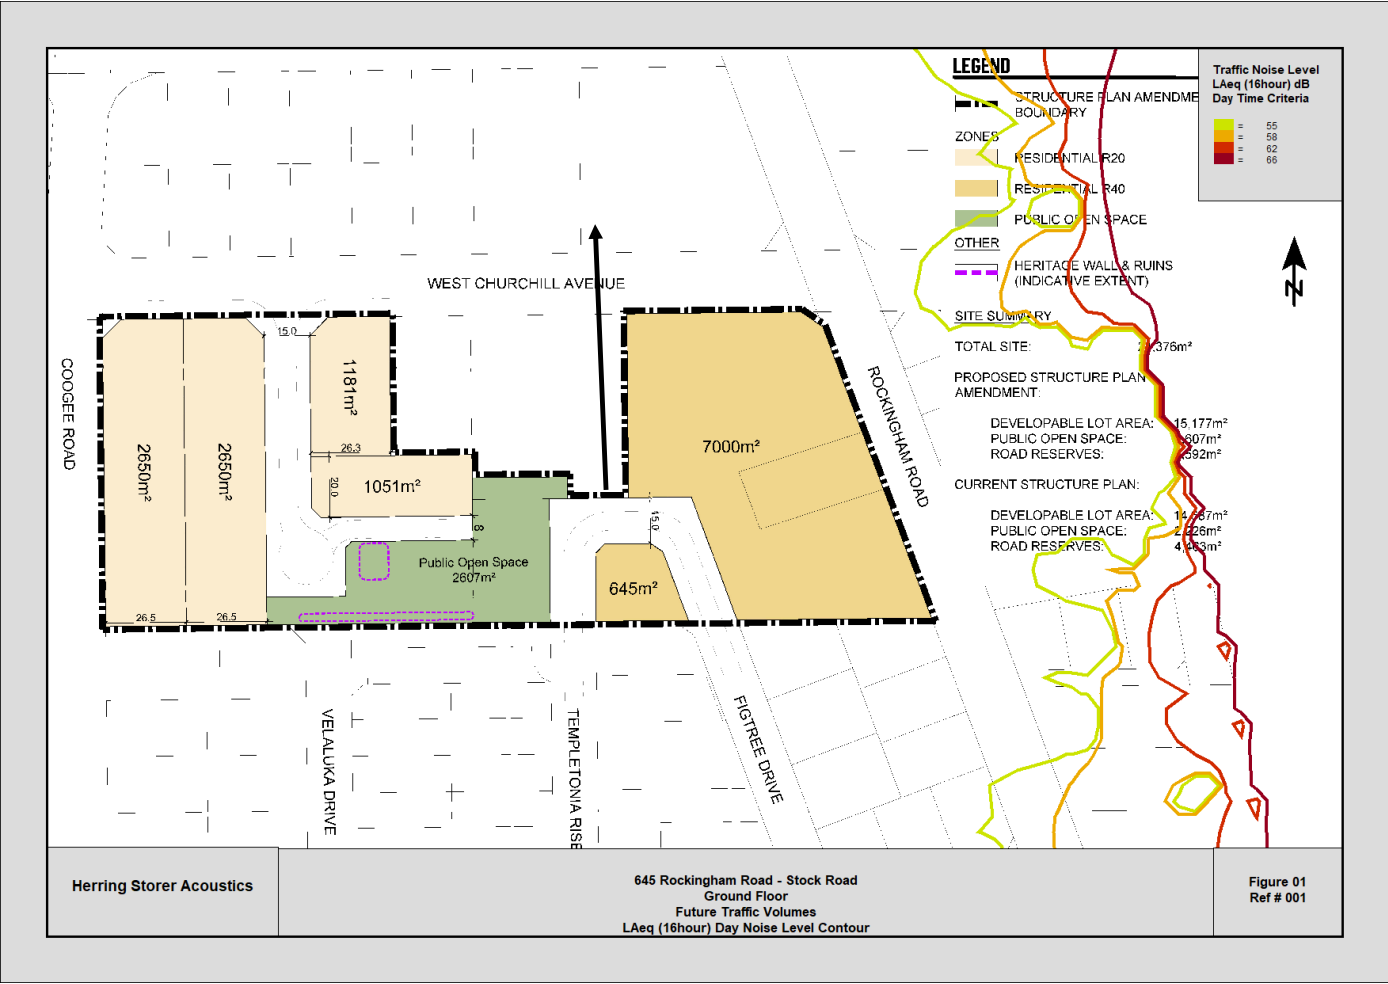 LEGEND
STRUCTURE PLAN AMENDME
BOUNDARY
ZONES
RESIDENTIAL R20
RESIDENTIAL R40
PUBLIC OPEN SPACE
OTHER
HERITAGE WALL & RUINS
(INDICATIVE EXTENT)
SITE SUMMARY
TOTAL SITE:
PROPOSED STRUCTURE PLAN
AMENDMENT:
DEVELOPABLE LOT AREA: 15,177m²
PUBLIC OPEN SPACE:
ROAD RESERVES:
CURRENT STRUCTURE PLAN:
DEVELOPABLE LOT AREA:
PUBLIC OPEN SPACE:
ROAD RESERVES:
Traffic Noise Level
LAeq (16hour) dB
Day Time Criteria
= 55
= 58
= 62
= 66
N
WEST CHURCHILL AVENUE
COOGEE ROAD
ROCKINGHAM ROAD
15.0
1181m²
2650m²
2650m²
26.3
20.0
1051m²
8
7000m²
15.0
Public Open Space
2607m²
645m²
26.5
26.5
VELALUKA DRIVE
TEMPLETONIA RISE
FIGTREE DRIVE
Herring Storer Acoustics
645 Rockingham Road - Stock Road
Ground Floor
Future Traffic Volumes
LAeq (16hour) Day Noise Level Contour
Figure 01
Ref # 001